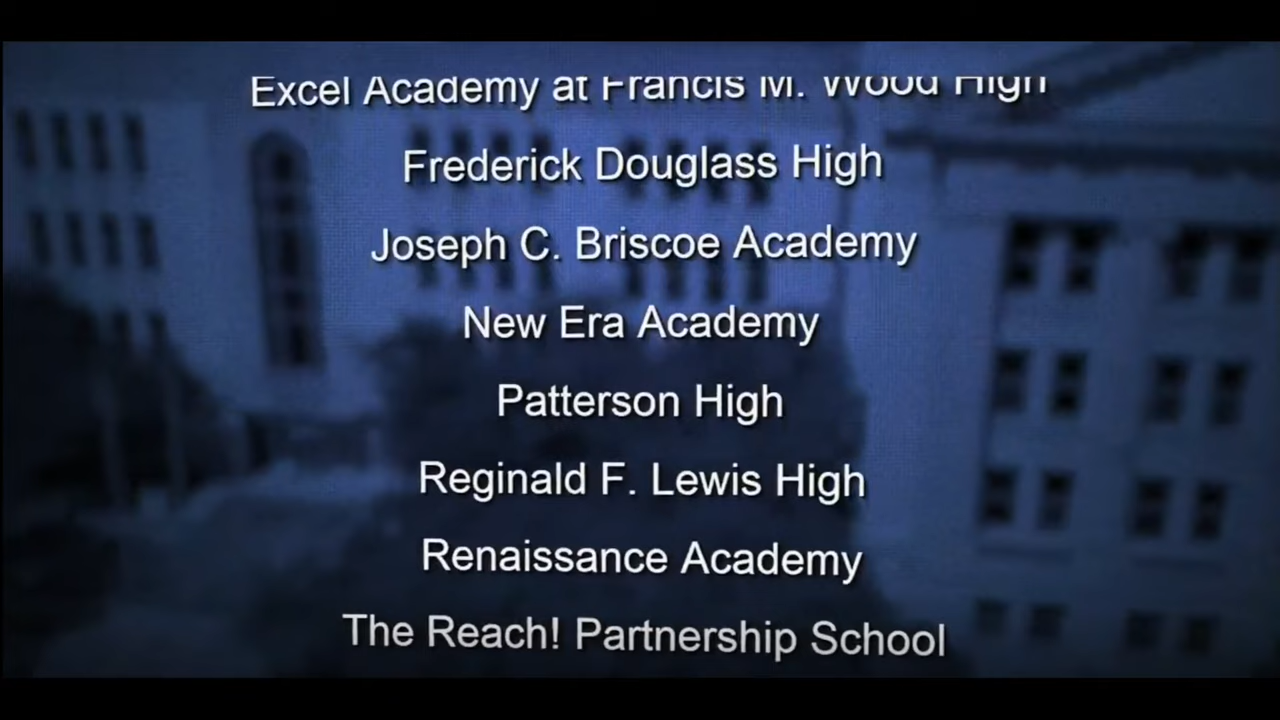 Excel Academy at Francis M. Wood High
Frederick Douglass High
Joseph C. Briscoe Academy
New Era Academy
Patterson High
Reginald F. Lewis High
Renaissance Academy
The Reach! Partnership School